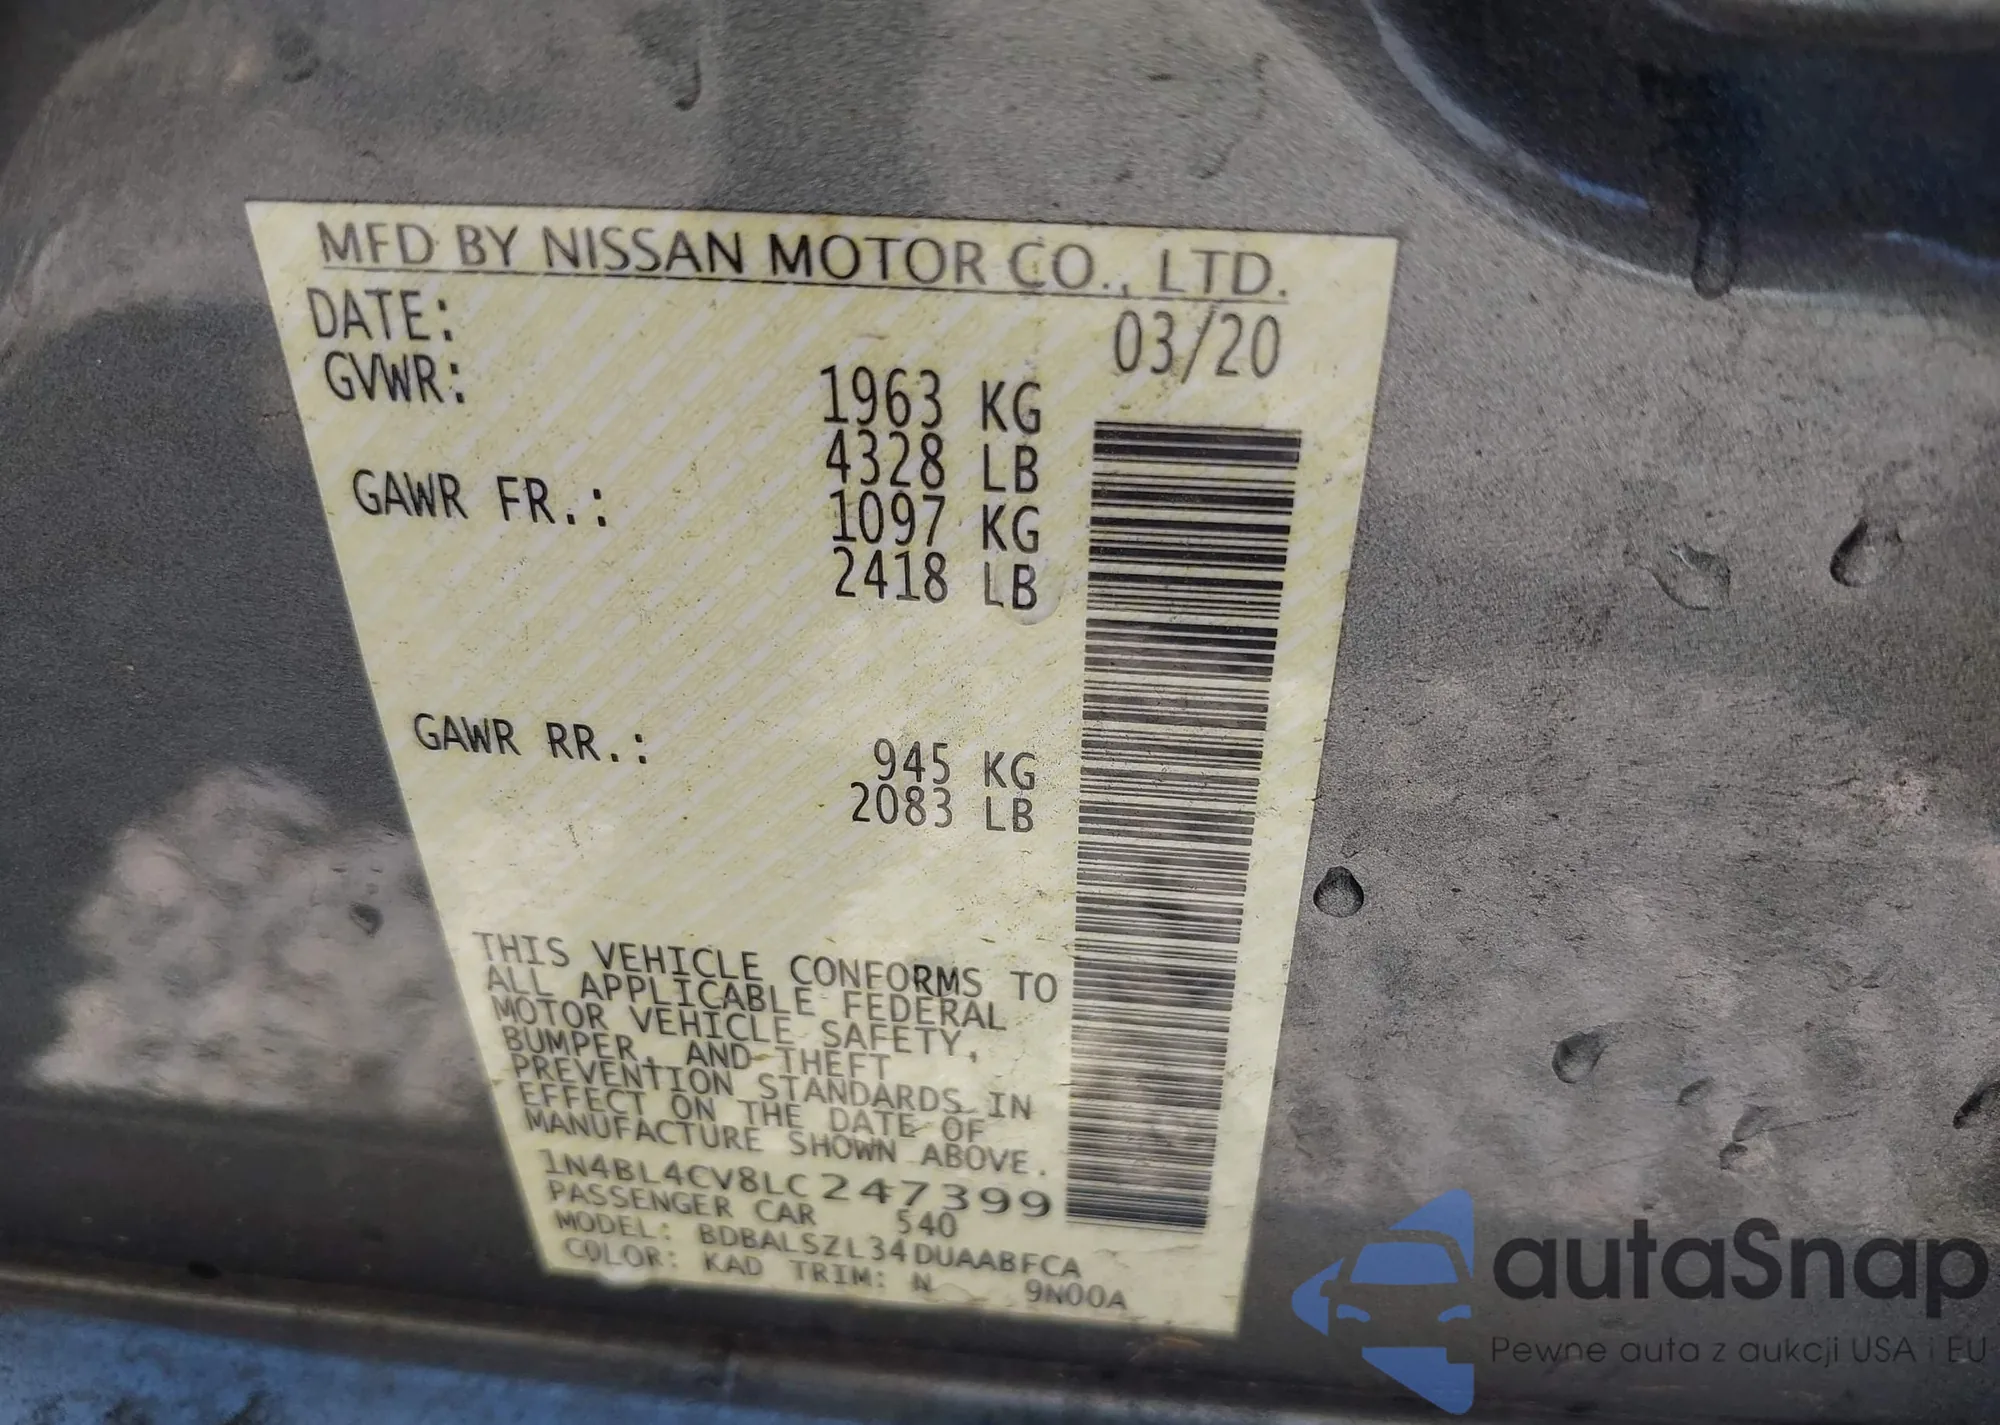 MFD BY NISSAN MOTOR CO., LTD.
DATE: 03/20
GVWR: 1963 KG
4328 LB
GAWR FR.: 1097 KG
2418 LB
GAWR RR.: 945 KG
2083 LB
THIS VEHICLE CONFORMS TO
ALL APPLICABLE FEDERAL
MOTOR VEHICLE SAFETY,
BUMPER, AND THEFT
PREVENTION STANDARDS IN
EFFECT ON THE DATE OF
MANUFACTURE SHOWN ABOVE.
1N4BL4CV8LC247399
PASSENGER CAR 540
MODEL: BDBALSZL34DUAABFCA
COLOR: KAD TRIM: N 9N00A
autaSnap
Pewne auta z aukcji USA i EU